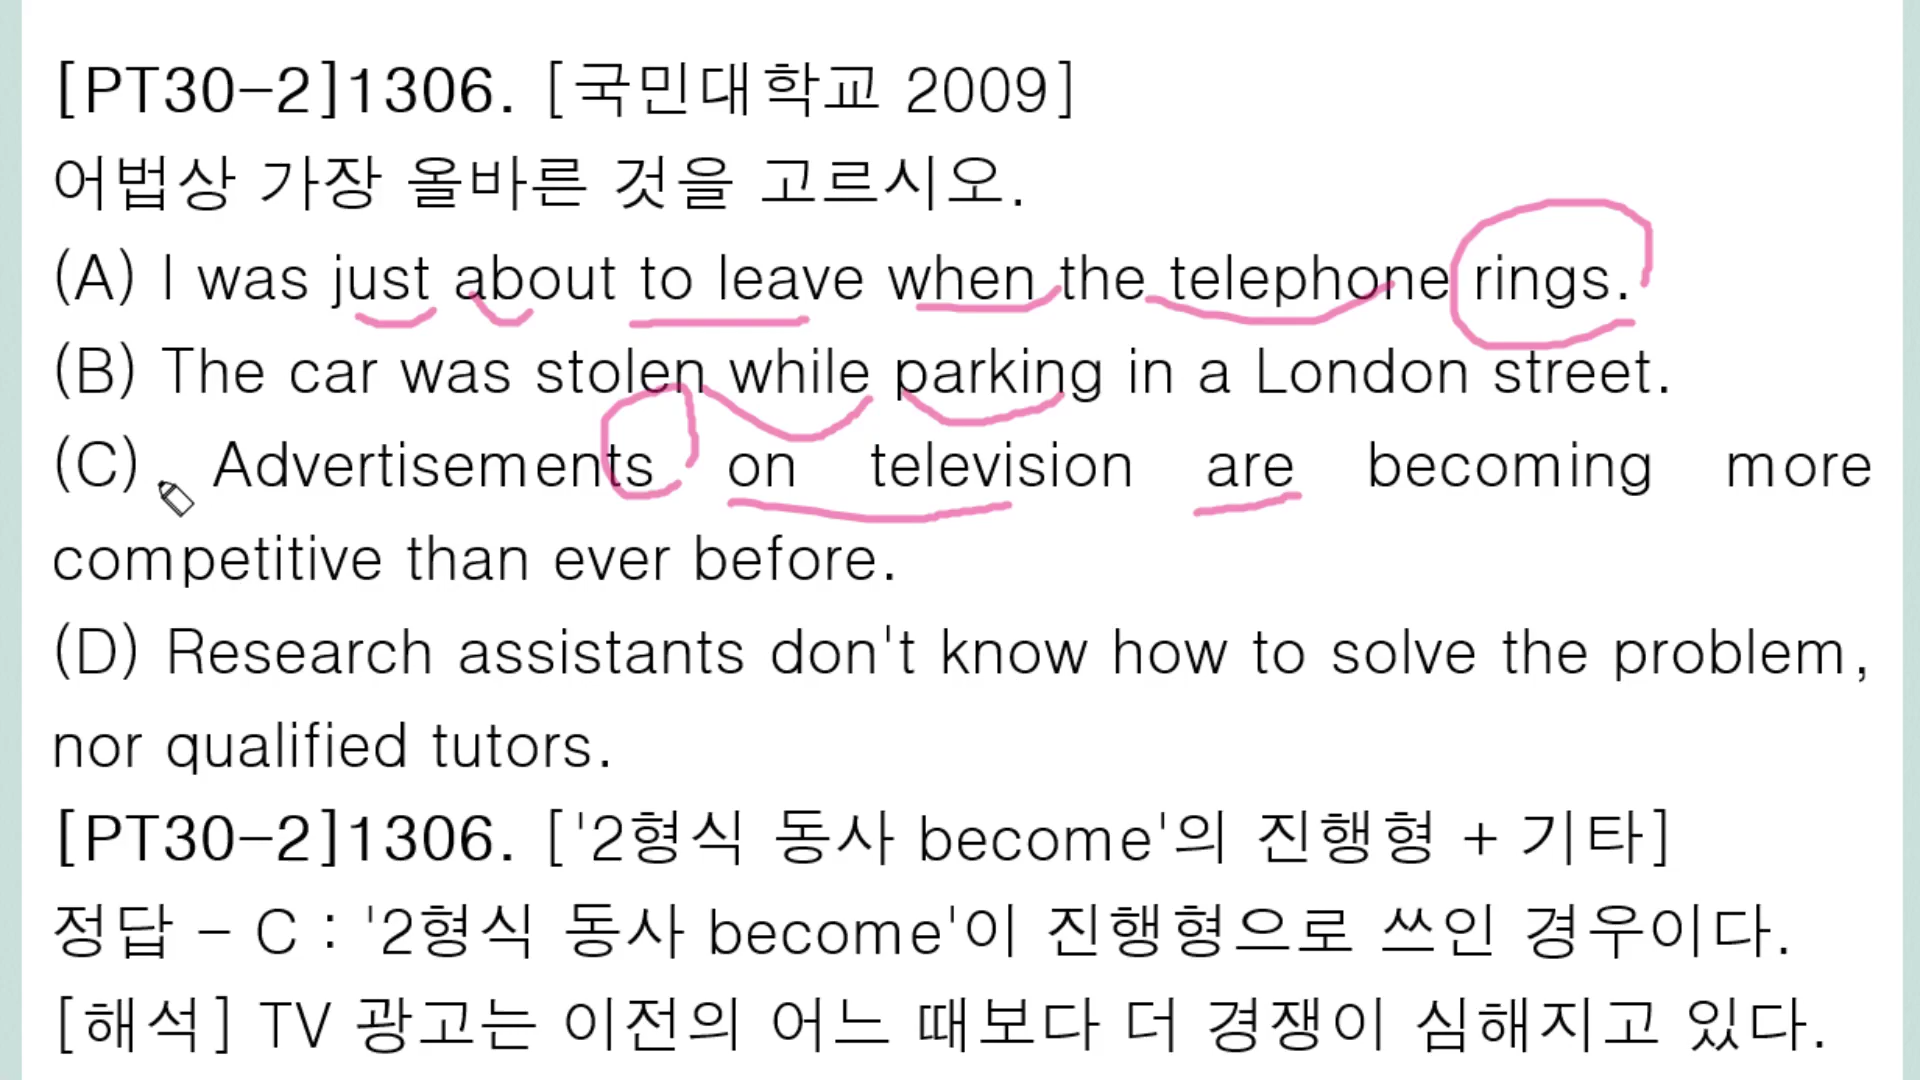 [PT30-2]1306. [국민대학교 2009]
어법상 가장 올바른 것을 고르시오.
(A) I was just about to leave when the telephone rings.
(B) The car was stolen while parking in a London street.
(C) Advertisements on television are becoming more
competitive than ever before.
(D) Research assistants don't know how to solve the problem,
nor qualified tutors.
[PT30-2]1306. ['2형식 동사 become'의 진행형 + 기타]
정답 - C : '2형식 동사 become'이 진행형으로 쓰인 경우이다.
[해석] TV 광고는 이전의 어느 때보다 더 경쟁이 심해지고 있다.